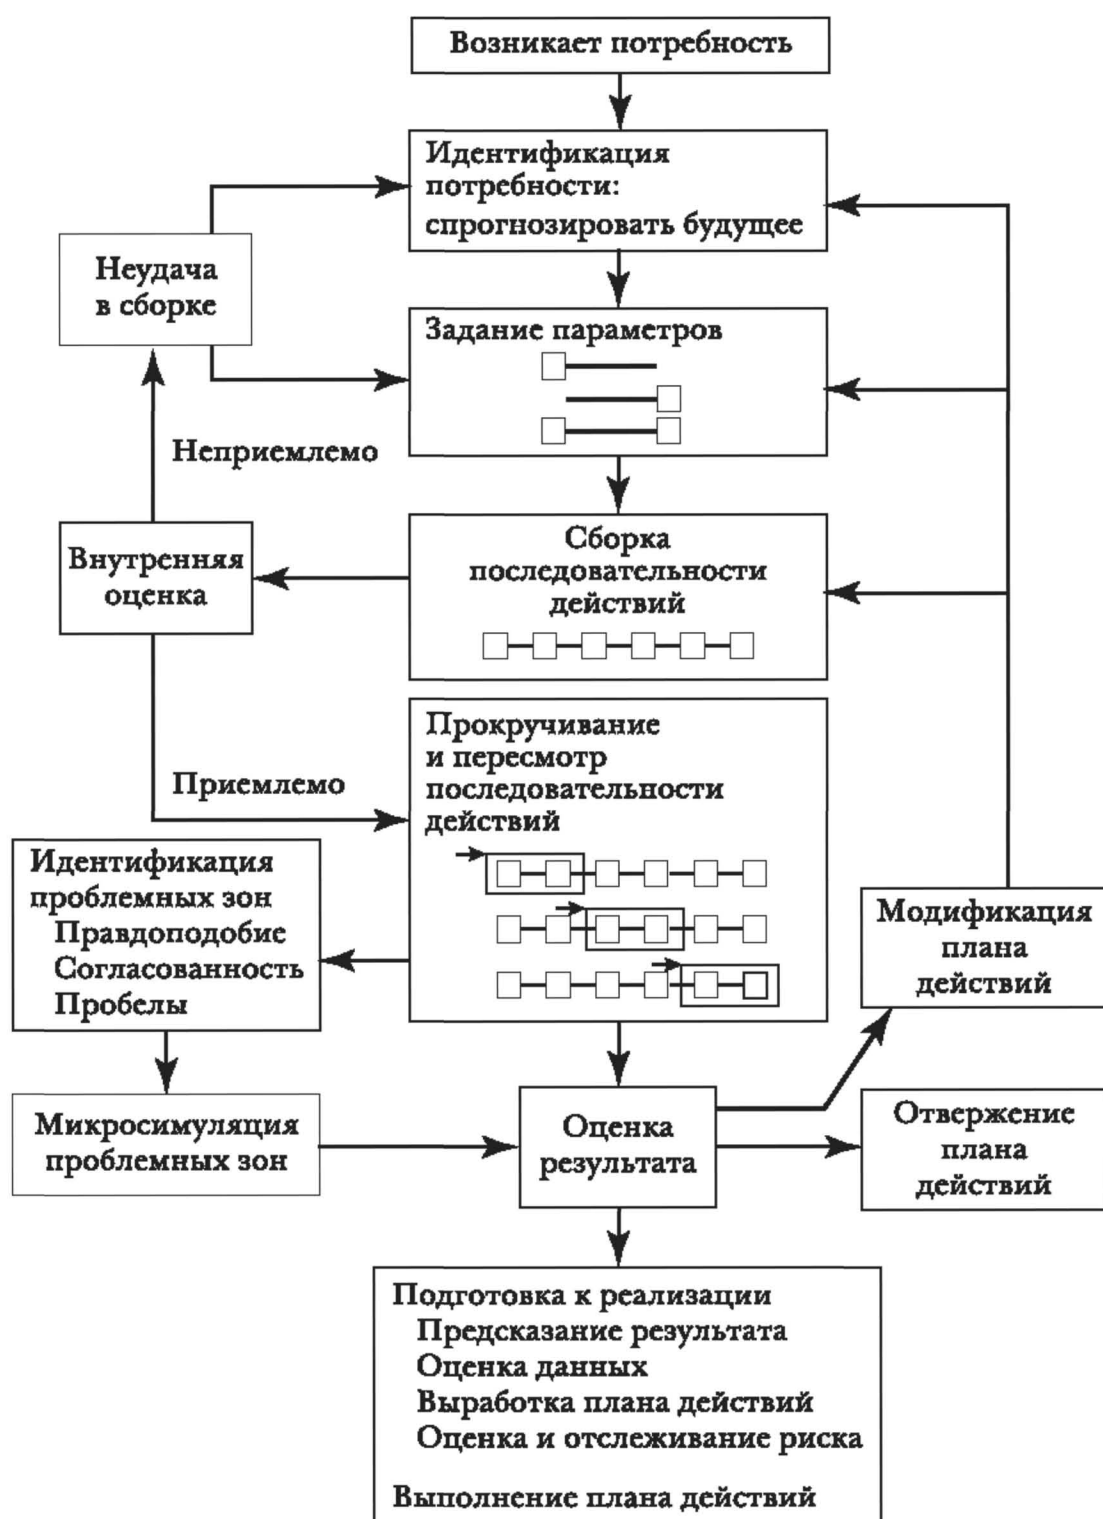 Возникает потребность
Идентификация
потребности:
спрогнозировать будущее
Неудача
в сборке
Задание параметров
Неприемлемо
Внутренняя
оценка
Сборка
последовательности
действий
Приемлемо
Прокручивание
и пересмотр
последовательности
действий
Идентификация
проблемных зон
Правдоподобие
Согласованность
Пробелы
Модификация
плана
действий
Микросимуляция
проблемных зон
Оценка
результата
Отвержение
плана
действий
Подготовка к реализации
Предсказание результата
Оценка данных
Выработка плана действий
Оценка и отслеживание риска
Выполнение плана действий